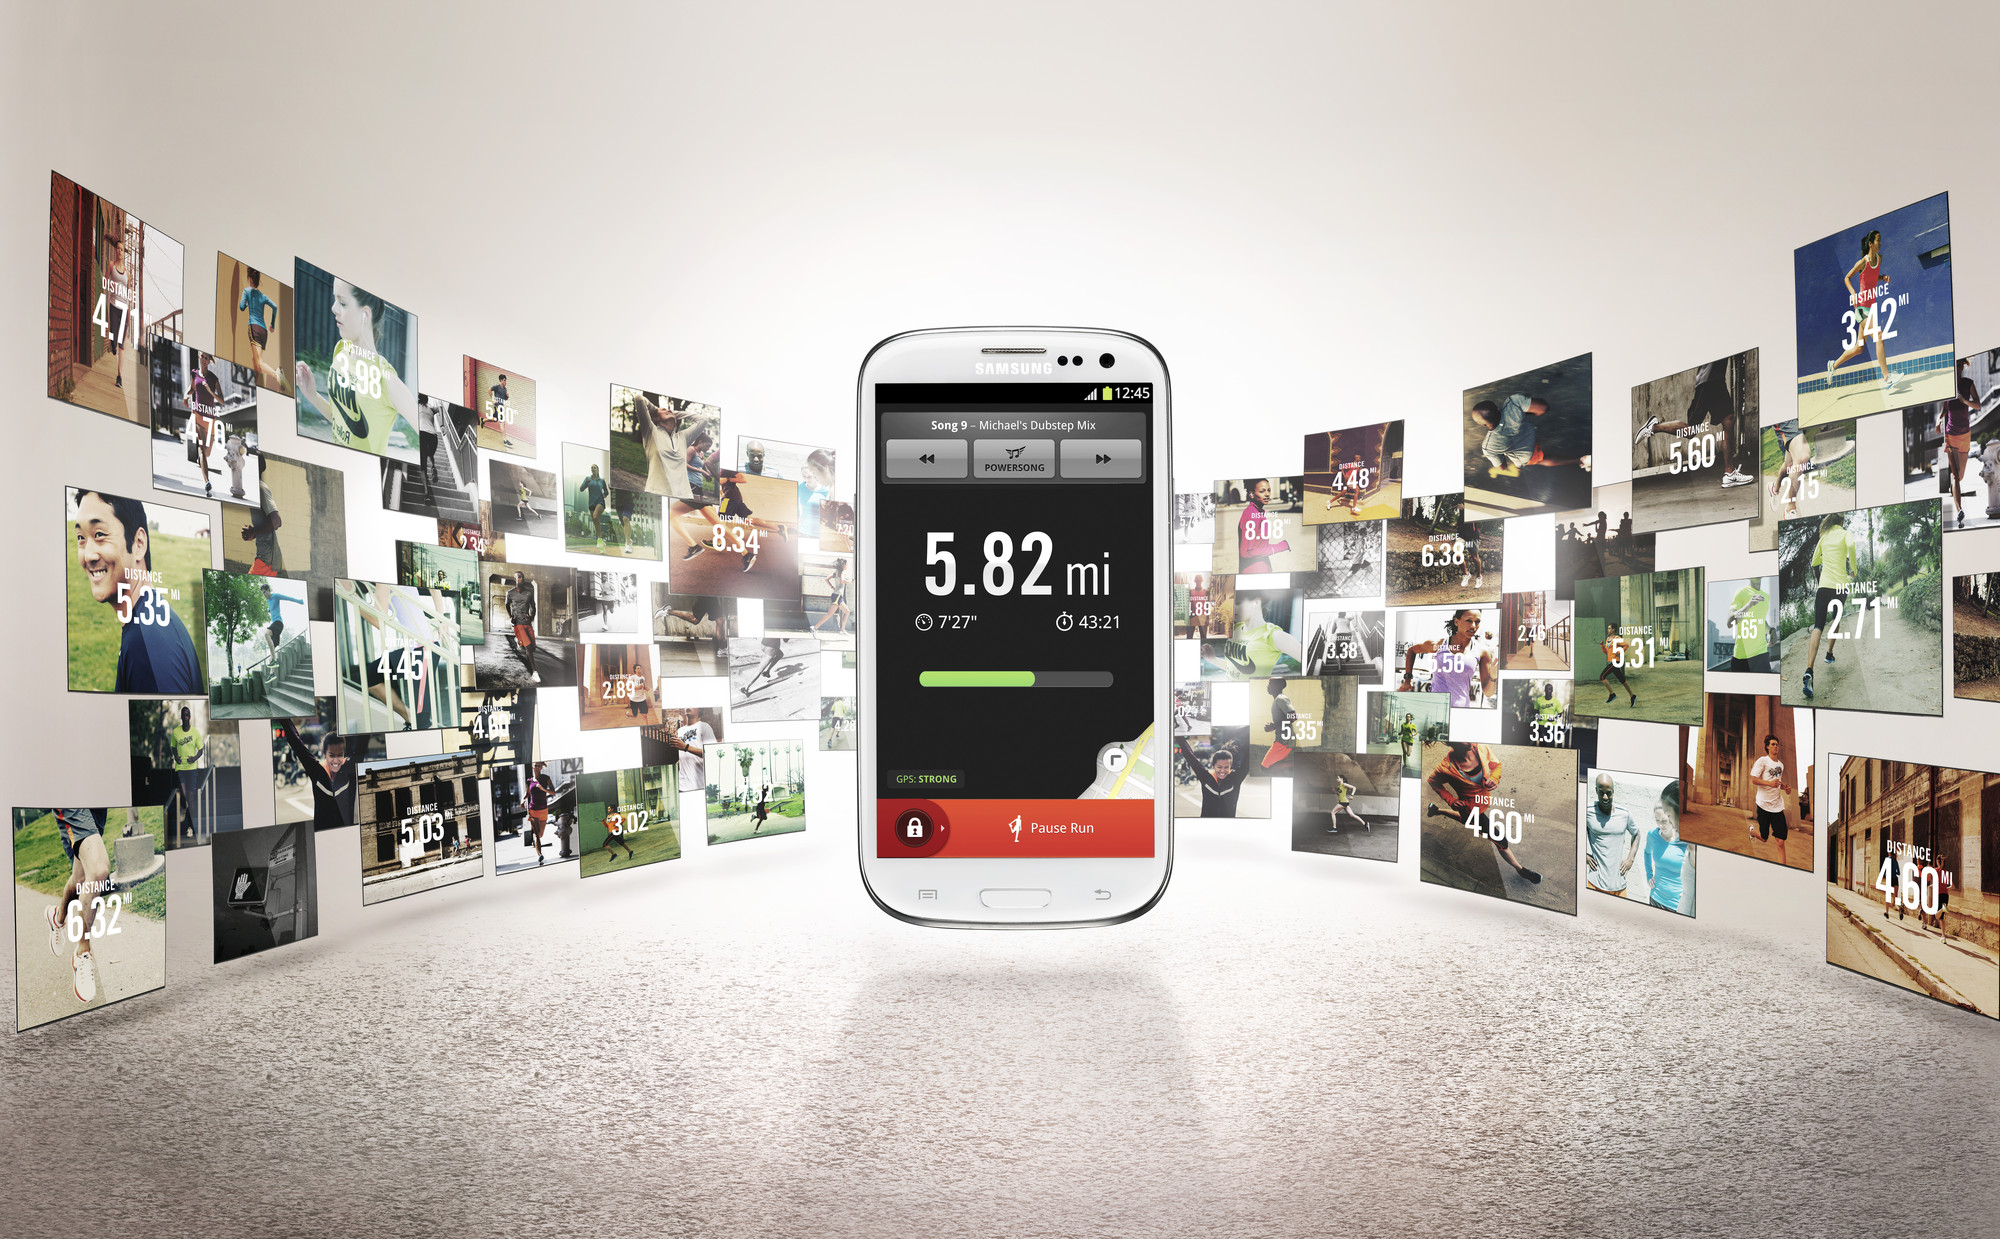 SAMSUNG
12:45
Song 9 – Michael's Dubstep Mix
POWERSONG
5.82 mi
7'27"
43:21
GPS: STRONG
Pause Run
DISTANCE
4.71
DISTANCE
4.70
DISTANCE
3.98
5.80
DISTANCE
5.35
DISTANCE
8.34 MI
2.34
4.45
DISTANCE
2.89
DISTANCE
5.03 MI
DISTANCE
3.02 MI
DISTANCE
6.32 MI
DISTANCE
3.42 MI
DISTANCE
5.60 MI
DISTANCE
4.48 MI
DISTANCE
2.15 MI
DISTANCE
8.08 MI
DISTANCE
6.38 MI
DISTANCE
2.71 MI
DISTANCE
5.31 MI
1.65
2.46
3.38
5.58
DISTANCE
5.35
3.36
DISTANCE
4.60 MI
DISTANCE
4.60 MI